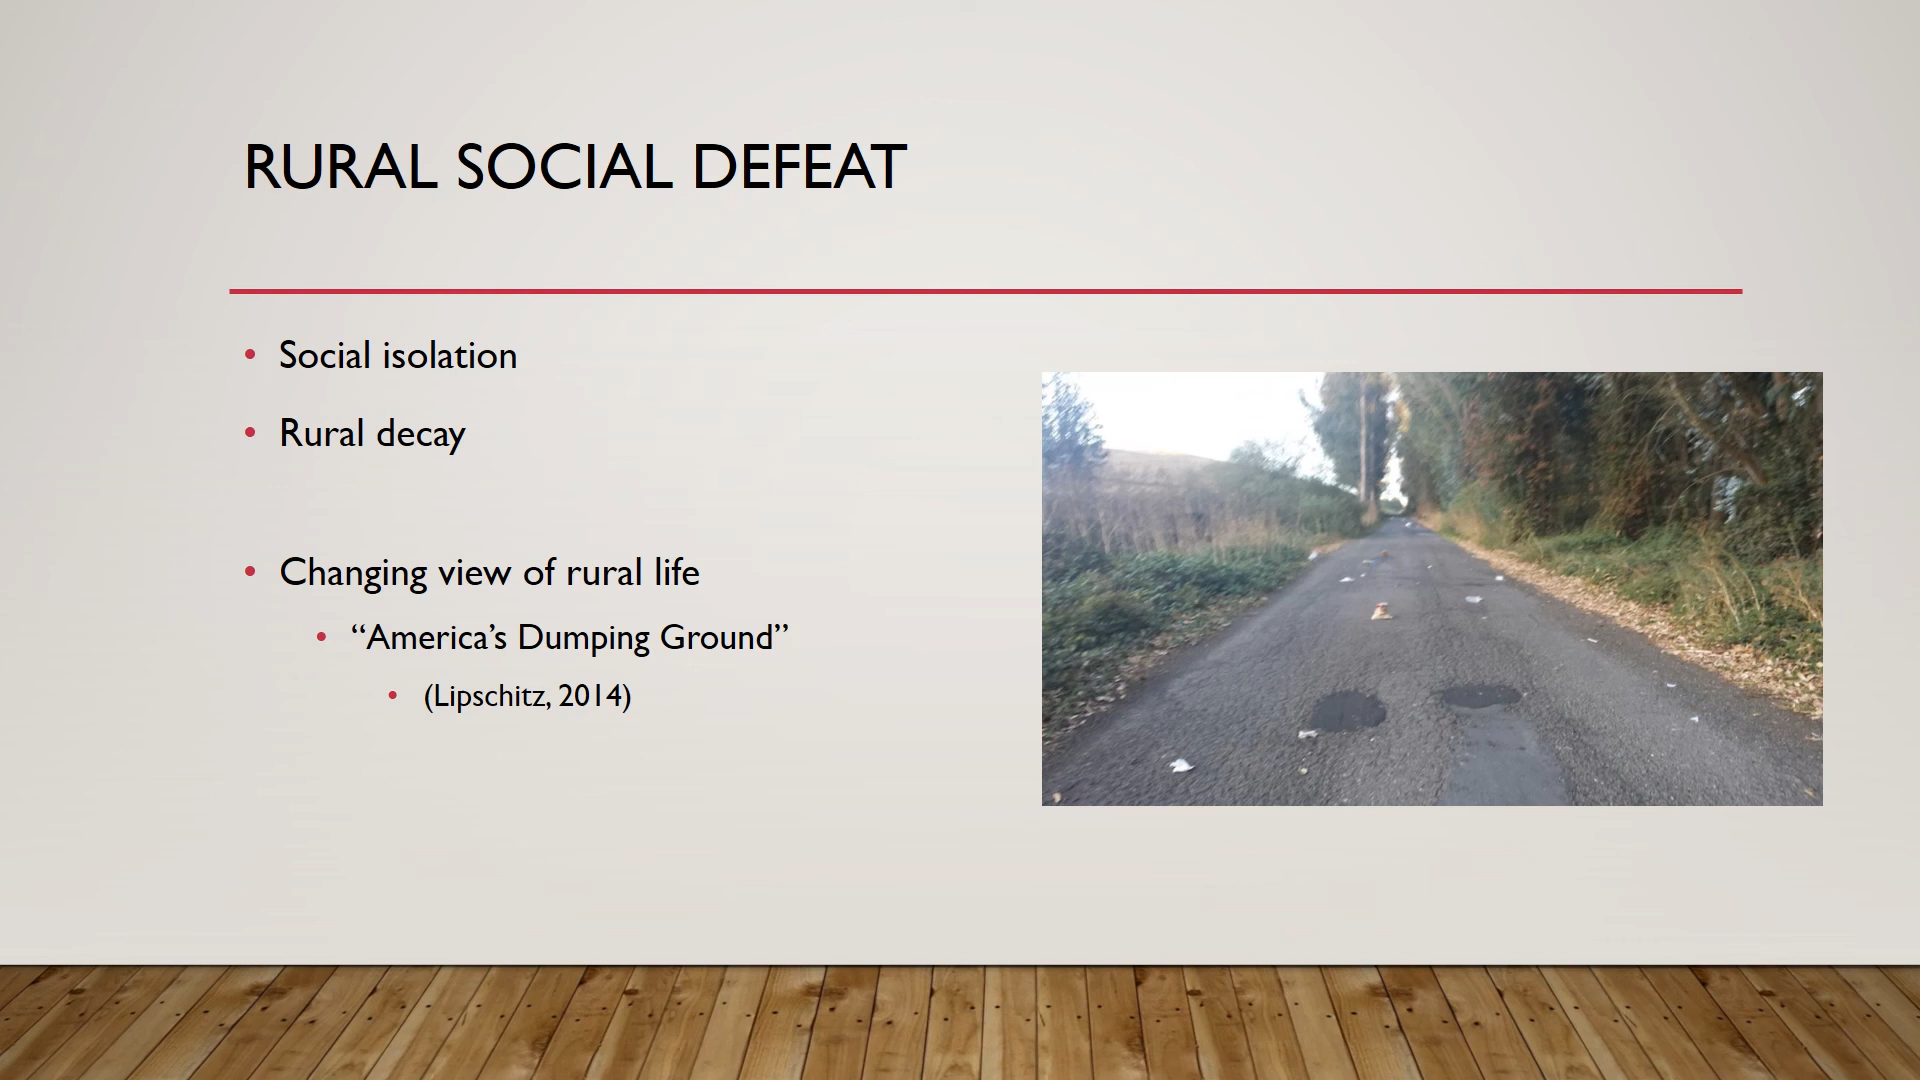 RURAL SOCIAL DEFEAT
• Social isolation
• Rural decay
• Changing view of rural life
• “America’s Dumping Ground”
• (Lipschitz, 2014)